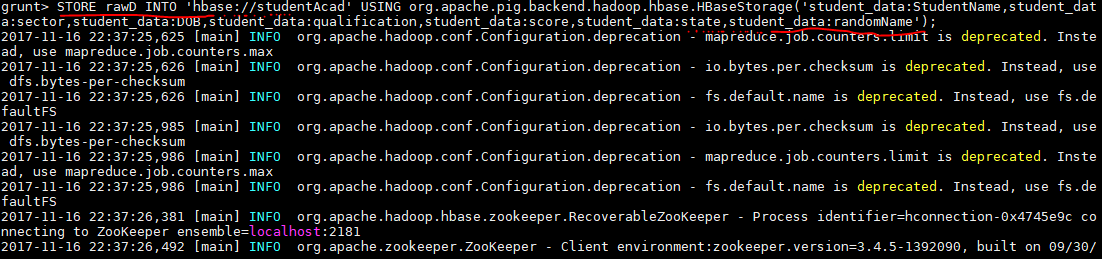 grunt> STORE rawD INTO 'hbase://studentAcad' USING org.apache.pig.backend.hadoop.hbase.HBaseStorage('student_data:StudentName,student_dat
a:sector,student_data:DOB,student_data:qualification,student_data:score,student_data:state,student_data:randomName');
2017-11-16 22:37:25,625 [main] INFO  org.apache.hadoop.conf.Configuration.deprecation - mapreduce.job.counters.limit is deprecated. Inste
ad, use mapreduce.job.counters.max
2017-11-16 22:37:25,626 [main] INFO  org.apache.hadoop.conf.Configuration.deprecation - io.bytes.per.checksum is deprecated. Instead, use
 dfs.bytes-per-checksum
2017-11-16 22:37:25,626 [main] INFO  org.apache.hadoop.conf.Configuration.deprecation - fs.default.name is deprecated. Instead, use fs.de
faultFS
2017-11-16 22:37:25,985 [main] INFO  org.apache.hadoop.conf.Configuration.deprecation - io.bytes.per.checksum is deprecated. Instead, use
 dfs.bytes-per-checksum
2017-11-16 22:37:25,986 [main] INFO  org.apache.hadoop.conf.Configuration.deprecation - mapreduce.job.counters.limit is deprecated. Inste
ad, use mapreduce.job.counters.max
2017-11-16 22:37:25,986 [main] INFO  org.apache.hadoop.conf.Configuration.deprecation - fs.default.name is deprecated. Instead, use fs.de
faultFS
2017-11-16 22:37:26,381 [main] INFO  org.apache.hadoop.hbase.zookeeper.RecoverableZooKeeper - Process identifier=hconnection-0x4745e9c co
nnecting to ZooKeeper ensemble=localhost:2181
2017-11-16 22:37:26,492 [main] INFO  org.apache.zookeeper.ZooKeeper - Client environment:zookeeper.version=3.4.5-1392090, built on 09/30/